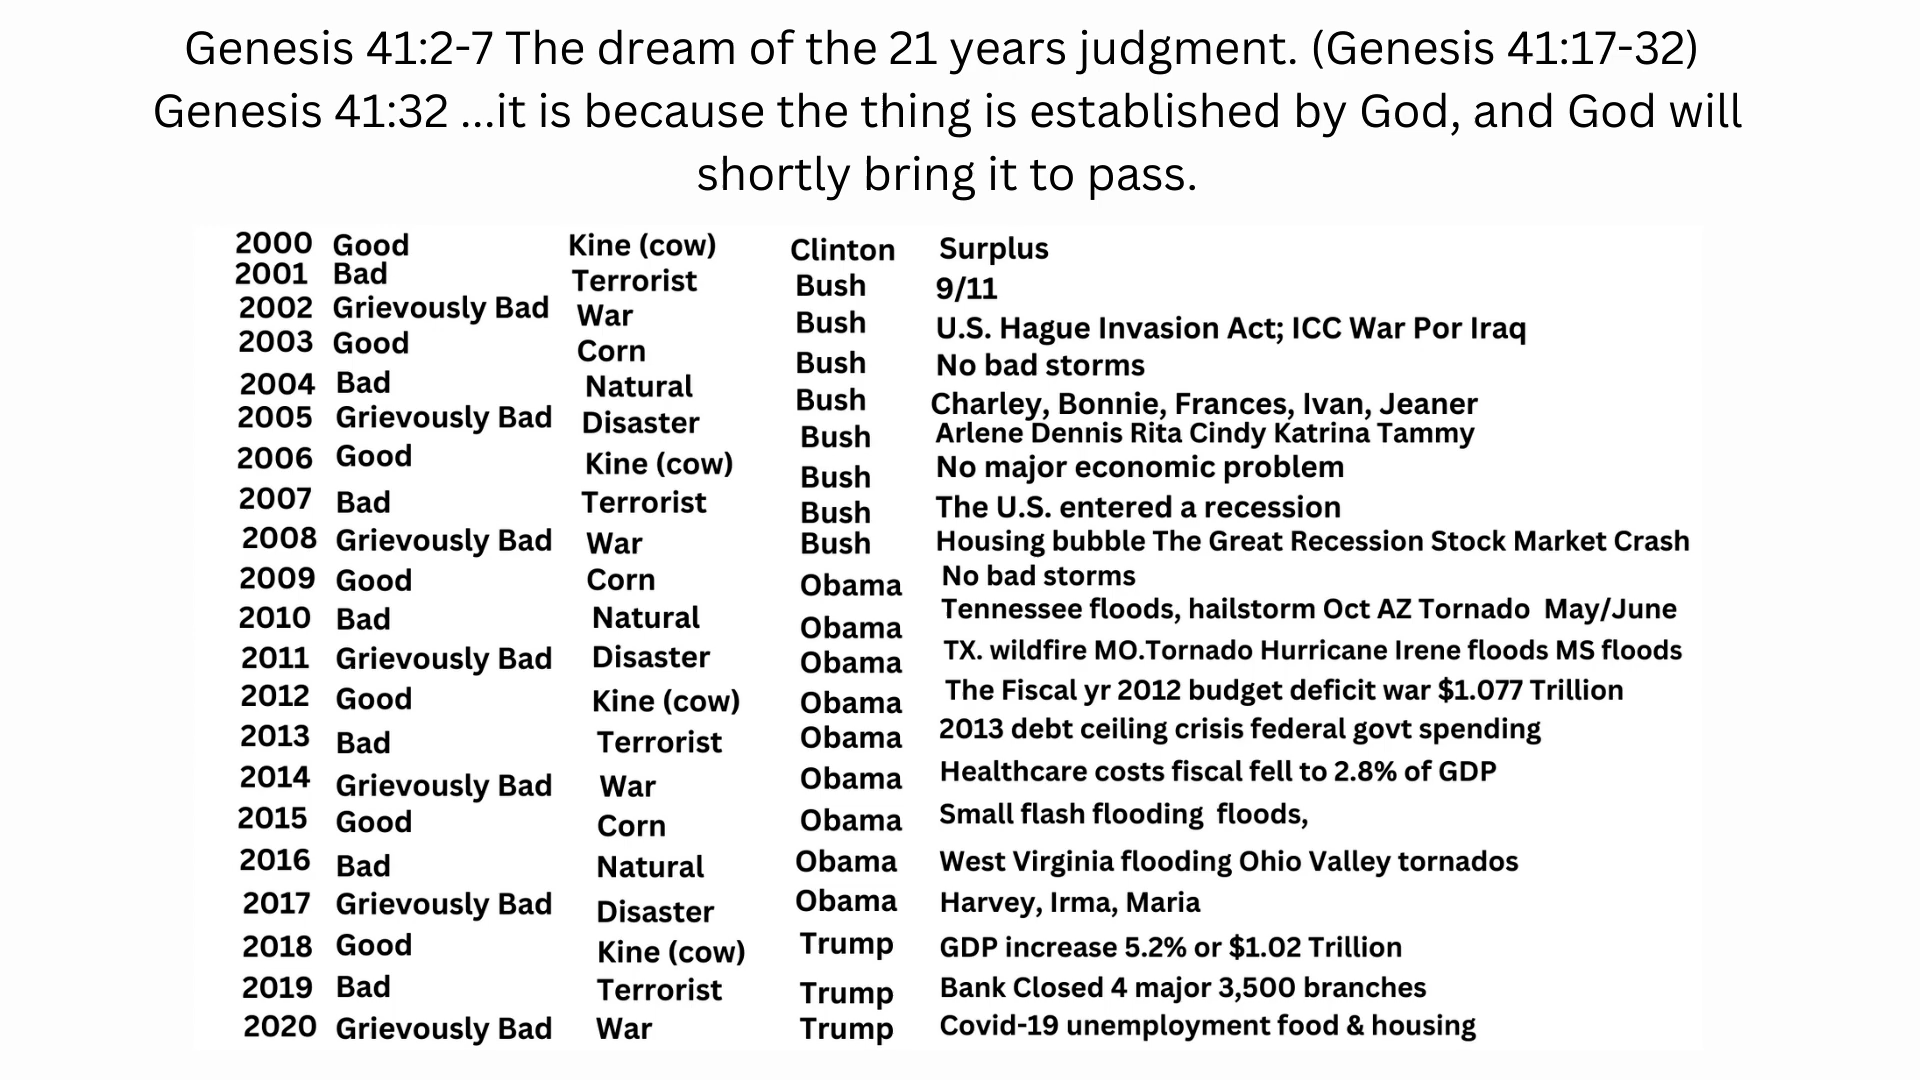 Genesis 41:2-7 The dream of the 21 years judgment. (Genesis 41:17-32)
Genesis 41:32 ...it is because the thing is established by God, and God will
shortly bring it to pass.
2000 Good Kine (cow) Clinton Surplus
2001 Bad Terrorist Bush 9/11
2002 Grievously Bad War Bush U.S. Hague Invasion Act; ICC War Por Iraq
2003 Good Corn Bush No bad storms
2004 Bad Natural Bush Charley, Bonnie, Frances, Ivan, Jeaner
2005 Grievously Bad Disaster Bush Arlene Dennis Rita Cindy Katrina Tammy
2006 Good Kine (cow) Bush No major economic problem
2007 Bad Terrorist Bush The U.S. entered a recession
2008 Grievously Bad War Bush Housing bubble The Great Recession Stock Market Crash
2009 Good Corn Obama No bad storms
2010 Bad Natural Obama Tennessee floods, hailstorm Oct AZ Tornado May/June
2011 Grievously Bad Disaster Obama TX. wildfire MO.Tornado Hurricane Irene floods MS floods
2012 Good Kine (cow) Obama The Fiscal yr 2012 budget deficit war $1.077 Trillion
2013 Bad Terrorist Obama 2013 debt ceiling crisis federal govt spending
2014 Grievously Bad War Obama Healthcare costs fiscal fell to 2.8% of GDP
2015 Good Corn Obama Small flash flooding floods,
2016 Bad Natural Obama West Virginia flooding Ohio Valley tornados
2017 Grievously Bad Disaster Obama Harvey, Irma, Maria
2018 Good Kine (cow) Trump GDP increase 5.2% or $1.02 Trillion
2019 Bad Terrorist Trump Bank Closed 4 major 3,500 branches
2020 Grievously Bad War Trump Covid-19 unemployment food & housing